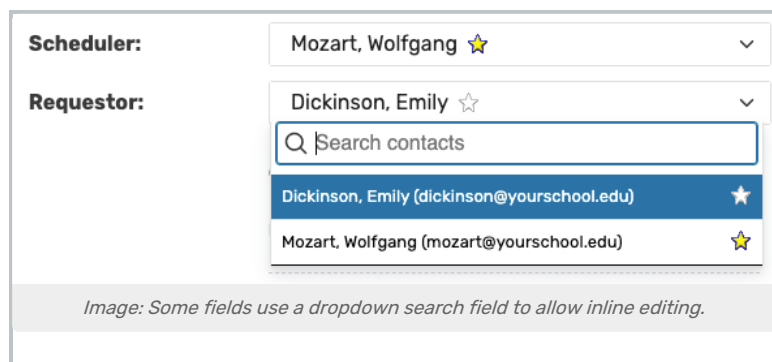 Scheduler: Mozart, Wolfgang
Requestor: Dickinson, Emily
Search contacts
Dickinson, Emily (dickinson@yourschool.edu)
Mozart, Wolfgang (mozart@yourschool.edu)
Image: Some fields use a dropdown search field to allow inline editing.